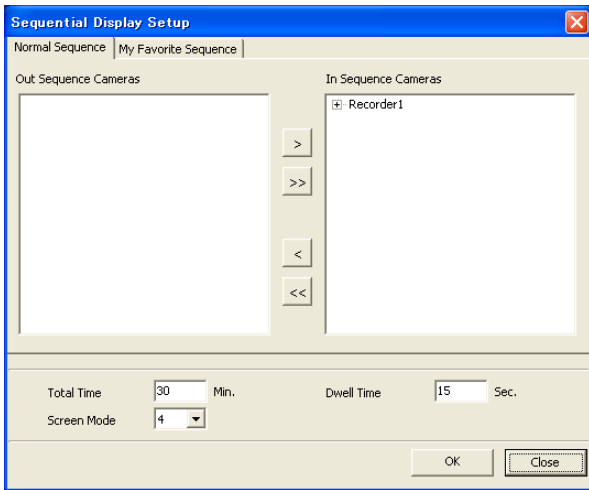 Sequential Display Setup
Normal Sequence My Favorite Sequence
Out Sequence Cameras In Sequence Cameras
Recorder1
>
>>
<
<<
Total Time 30 Min. Dwell Time 15 Sec.
Screen Mode 4
OK Close